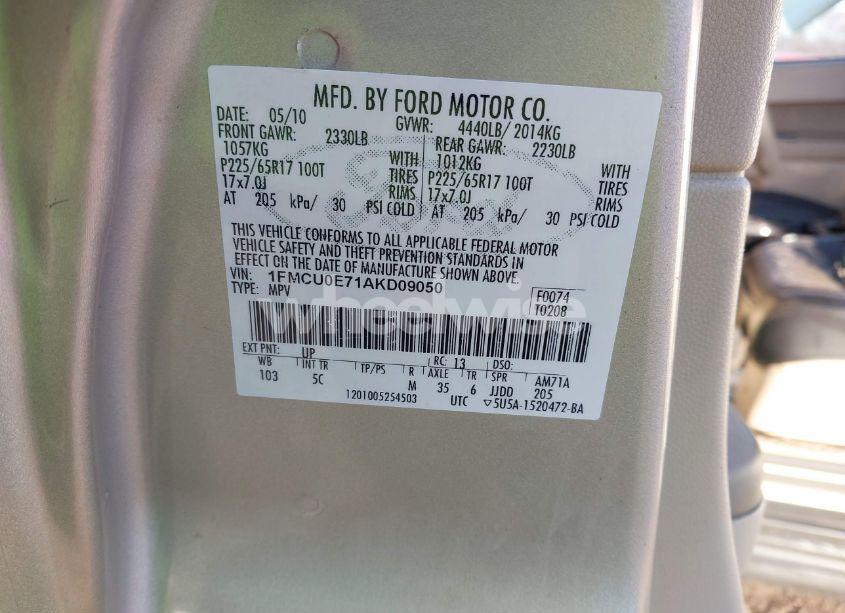 MFD. BY FORD MOTOR CO.
DATE: 05/10 GVWR: 4440LB/ 2014KG
FRONT GAWR: 2330LB REAR GAWR: 2230LB
1057KG WITH 1012KG WITH
P225/65R17 100T TIRES P225/65R17 100T TIRES
17x7.0J RIMS 17x7.0J RIMS
AT 205 kPa/ 30 PSI COLD AT 205 kPa/ 30 PSI COLD
THIS VEHICLE CONFORMS TO ALL APPLICABLE FEDERAL MOTOR
VEHICLE SAFETY AND THEFT PREVENTION STANDARDS IN
EFFECT ON THE DATE OF MANUFACTURE SHOWN ABOVE.
VIN: 1FMCU0E71AKD09050 F0074
TYPE: MPV T0208
wheelwise
EXT PNT: UP RC: 13 DSO:
WB INT TR TP/PS R AXLE TR SPR AM71A
103 5C M 35 6 JJDD 205
1201005254503 UTC ▽5U5A-1520472-BA